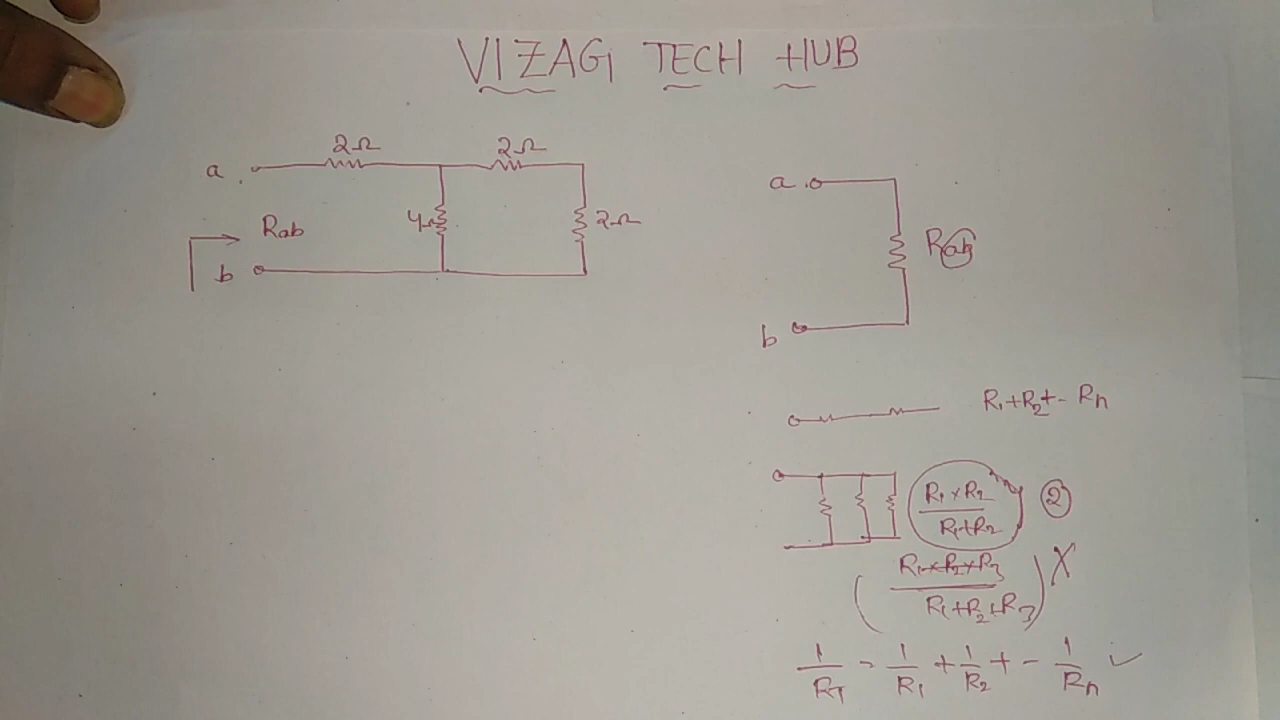 VIZAG TECH HUB
2Ω 2Ω
a
4Ω 2Ω
Rab
b
a
Rab
b
R1+R2+- Rn
R1×R2
R1+R2
2
R1×R2×R3
R1+R2+R3
X
1/RT = 1/R1 + 1/R2 + - 1/Rn ✓